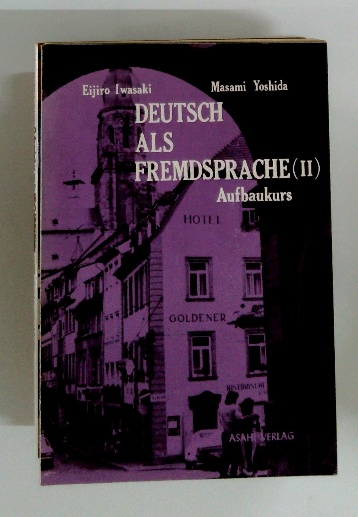 Eijiro Iwasaki Masami Yoshida
DEUTSCH
ALS
FREMDSPRACHE (II)
Aufbaukurs
HOTEL
GOLDENER
ASAHI VERLAG